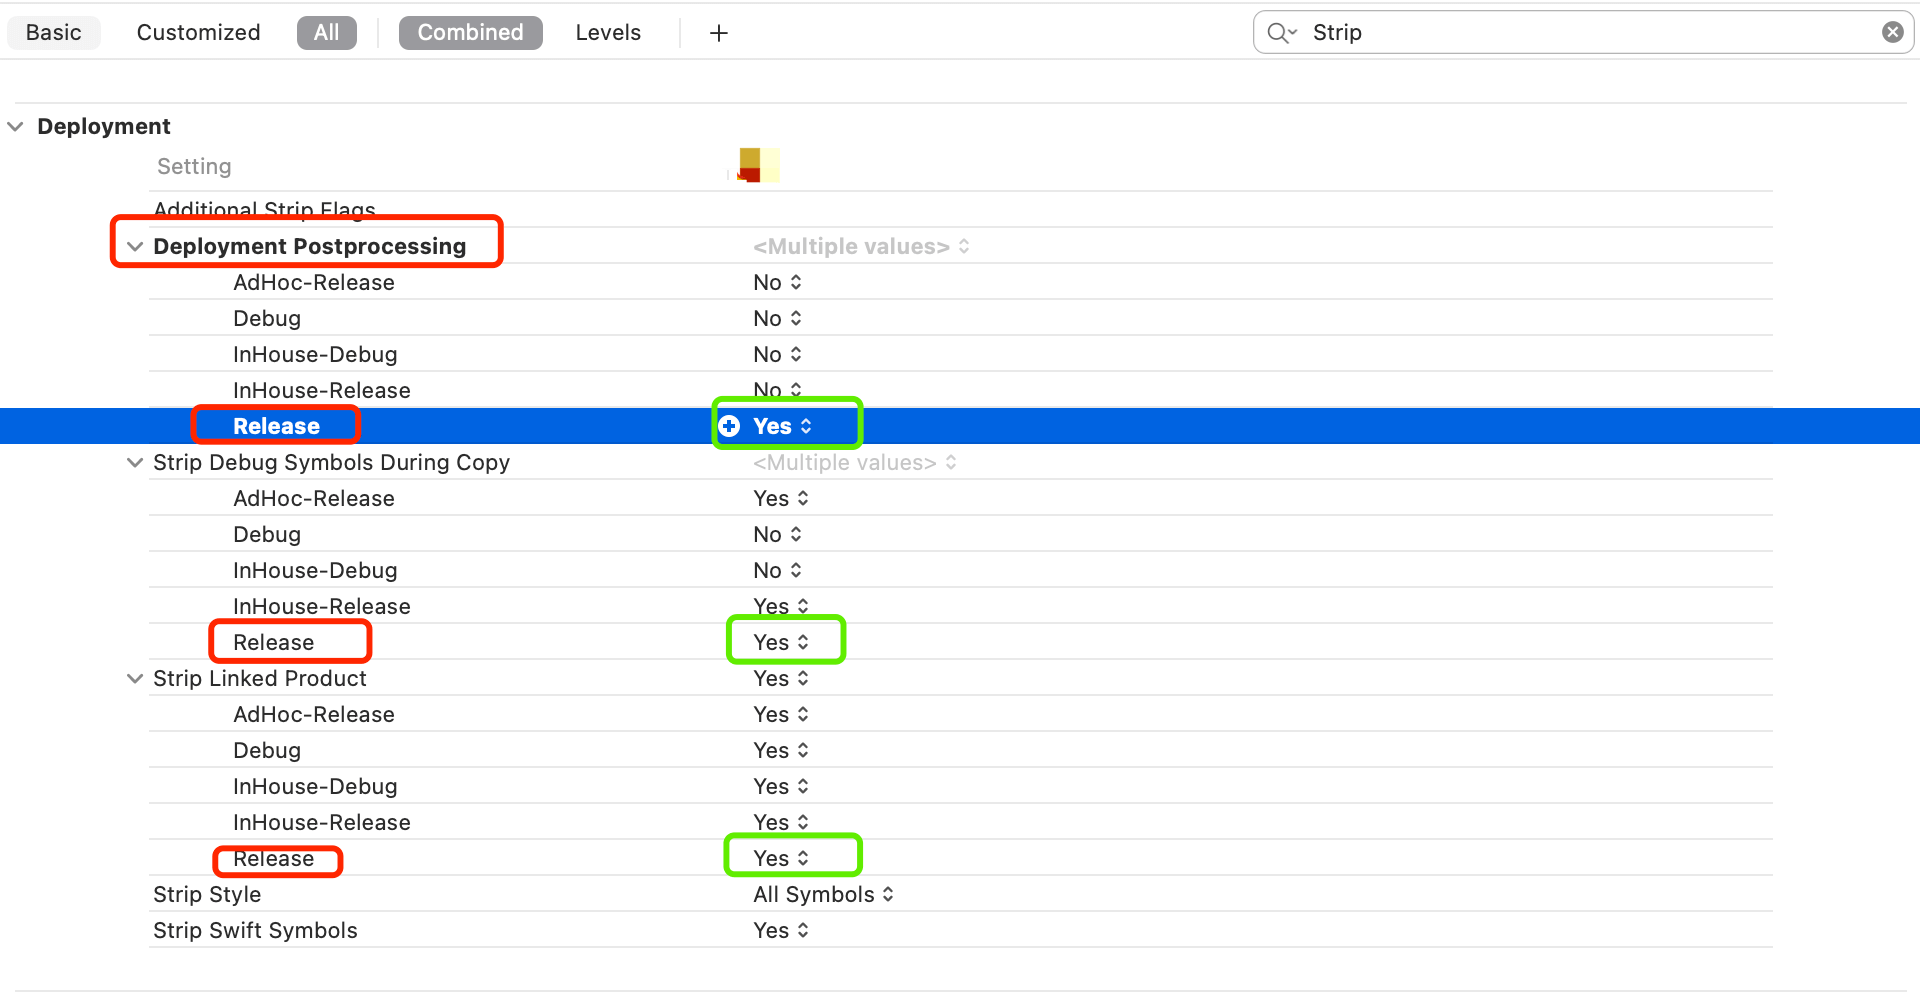 Basic Customized All Combined Levels + Strip
Deployment
Setting
Additional Strip Flags
Deployment Postprocessing <Multiple values>
AdHoc-Release No
Debug No
InHouse-Debug No
InHouse-Release No
Release Yes
Strip Debug Symbols During Copy <Multiple values>
AdHoc-Release Yes
Debug No
InHouse-Debug No
InHouse-Release Yes
Release Yes
Strip Linked Product Yes
AdHoc-Release Yes
Debug Yes
InHouse-Debug Yes
InHouse-Release Yes
Release Yes
Strip Style All Symbols
Strip Swift Symbols Yes